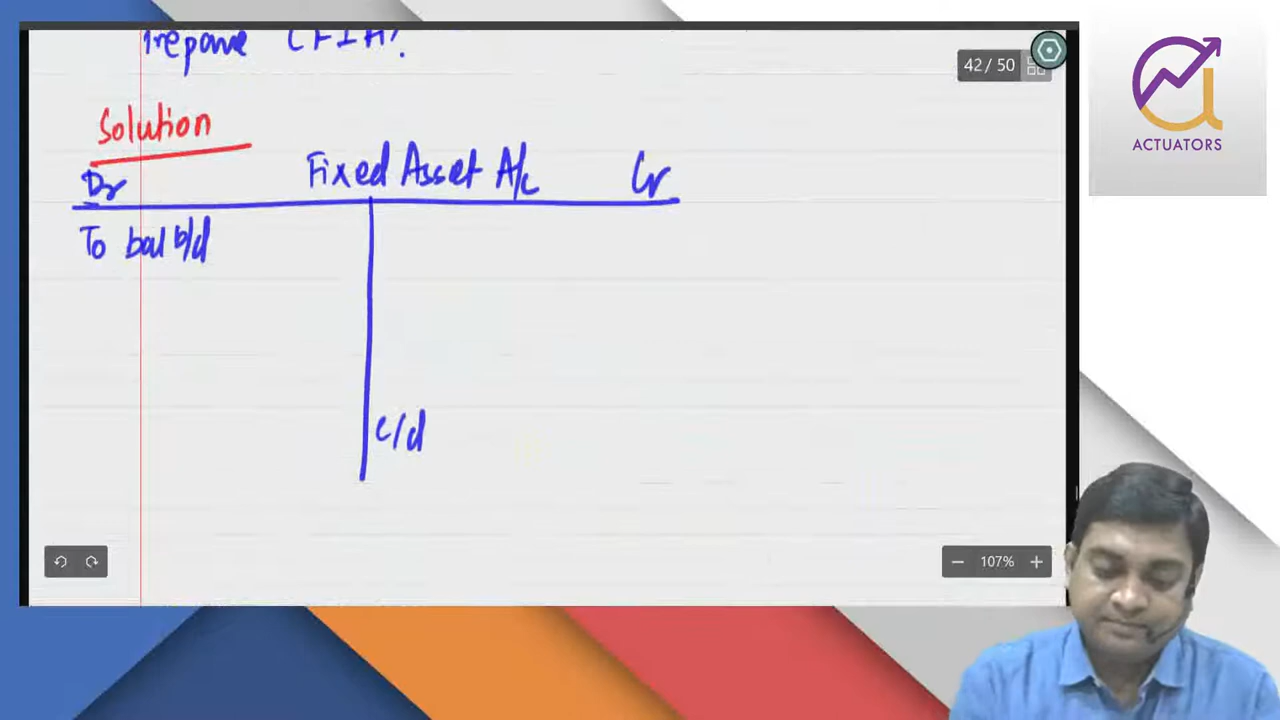 Prepare CFIA?
42 / 50
ACTUATORS
Solution
Dr Fixed Asset A/c Cr
To bal b/d
c/d
107%